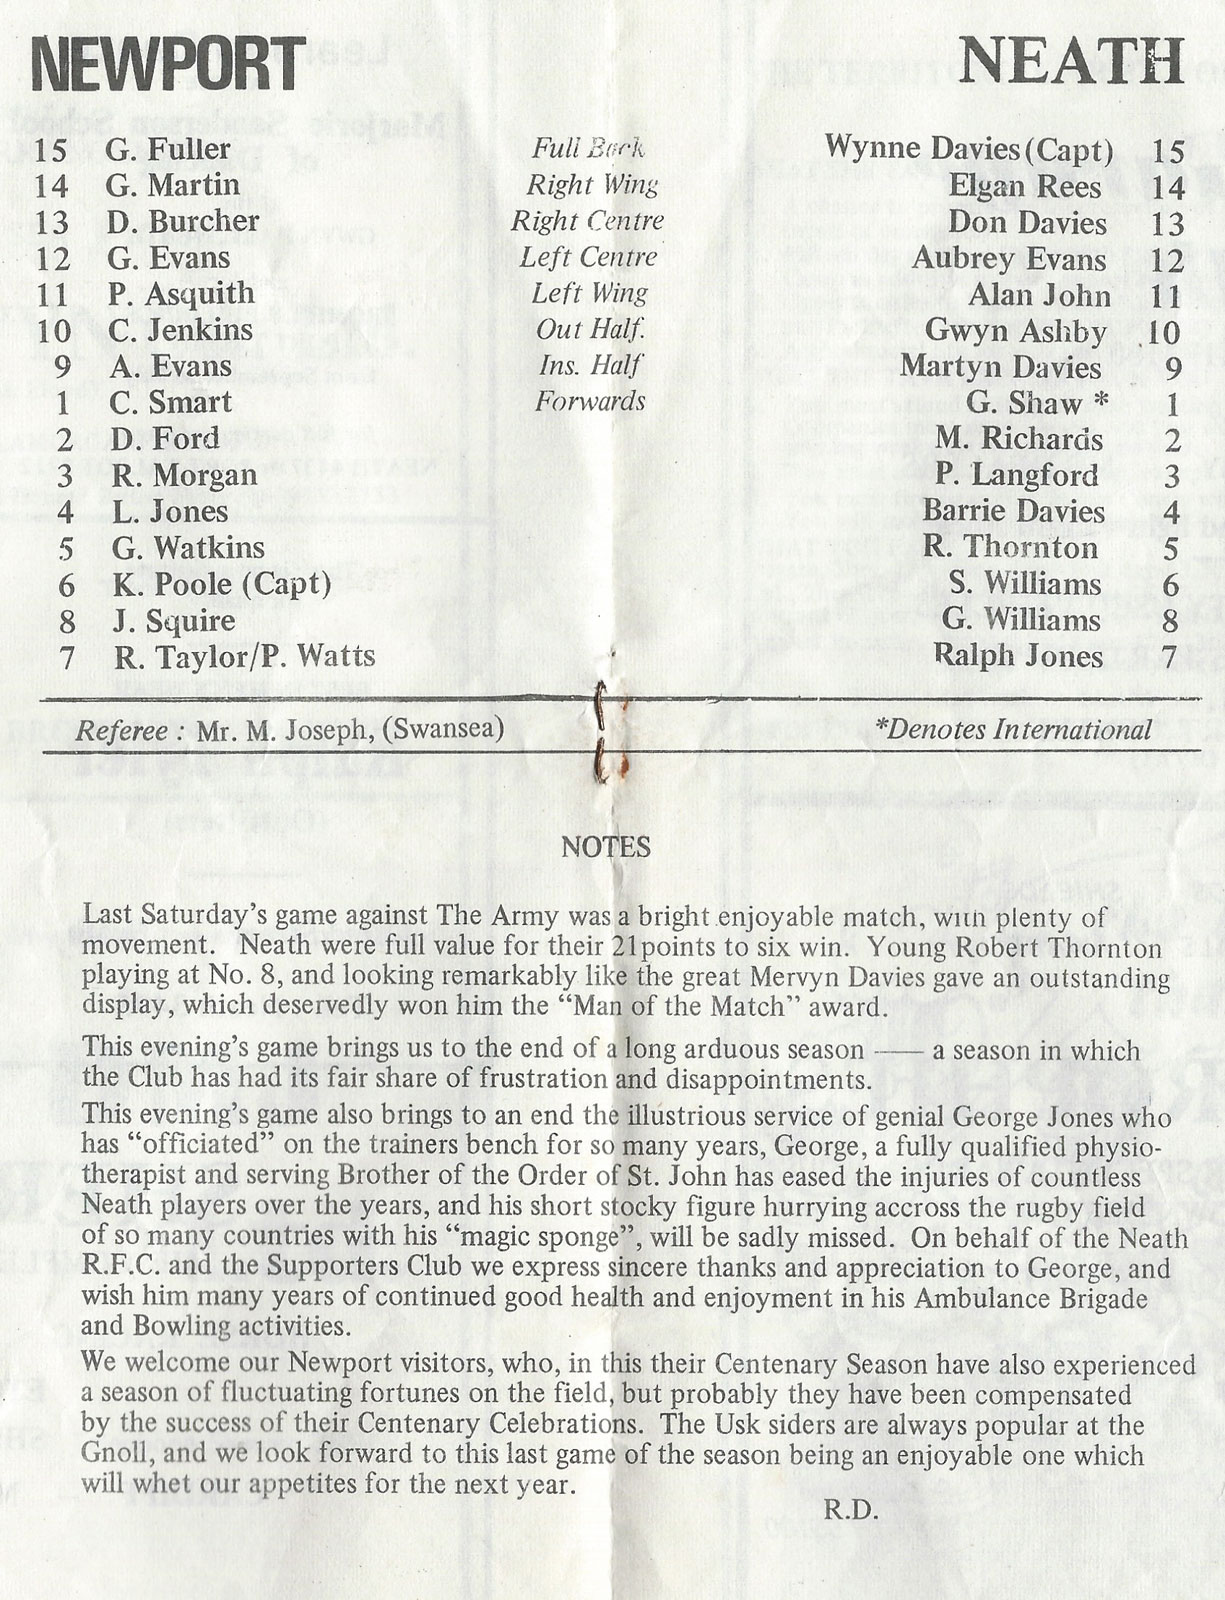 NEWPORT NEATH
15 G. Fuller Full Back Wynne Davies (Capt) 15
14 G. Martin Right Wing Elgan Rees 14
13 D. Burcher Right Centre Don Davies 13
12 G. Evans Left Centre Aubrey Evans 12
11 P. Asquith Left Wing Alan John 11
10 C. Jenkins Out Half. Gwyn Ashby 10
9 A. Evans Ins. Half Martyn Davies 9
1 C. Smart Forwards G. Shaw * 1
2 D. Ford M. Richards 2
3 R. Morgan P. Langford 3
4 L. Jones Barrie Davies 4
5 G. Watkins R. Thornton 5
6 K. Poole (Capt) S. Williams 6
8 J. Squire G. Williams 8
7 R. Taylor/P. Watts Ralph Jones 7
Referee : Mr. M. Joseph, (Swansea) *Denotes International
NOTES
Last Saturday's game against The Army was a bright enjoyable match, with plenty of
movement. Neath were full value for their 21points to six win. Young Robert Thornton
playing at No. 8, and looking remarkably like the great Mervyn Davies gave an outstanding
display, which deservedly won him the “Man of the Match” award.
This evening's game brings us to the end of a long arduous season —— a season in which
the Club has had its fair share of frustration and disappointments.
This evening's game also brings to an end the illustrious service of genial George Jones who
has “officiated” on the trainers bench for so many years, George, a fully qualified physio-
therapist and serving Brother of the Order of St. John has eased the injuries of countless
Neath players over the years, and his short stocky figure hurrying accross the rugby field
of so many countries with his “magic sponge”, will be sadly missed. On behalf of the Neath
R.F.C. and the Supporters Club we express sincere thanks and appreciation to George, and
wish him many years of continued good health and enjoyment in his Ambulance Brigade
and Bowling activities.
We welcome our Newport visitors, who, in this their Centenary Season have also experienced
a season of fluctuating fortunes on the field, but probably they have been compensated
by the success of their Centenary Celebrations. The Usk siders are always popular at the
Gnoll, and we look forward to this last game of the season being an enjoyable one which
will whet our appetites for the next year.
R.D.